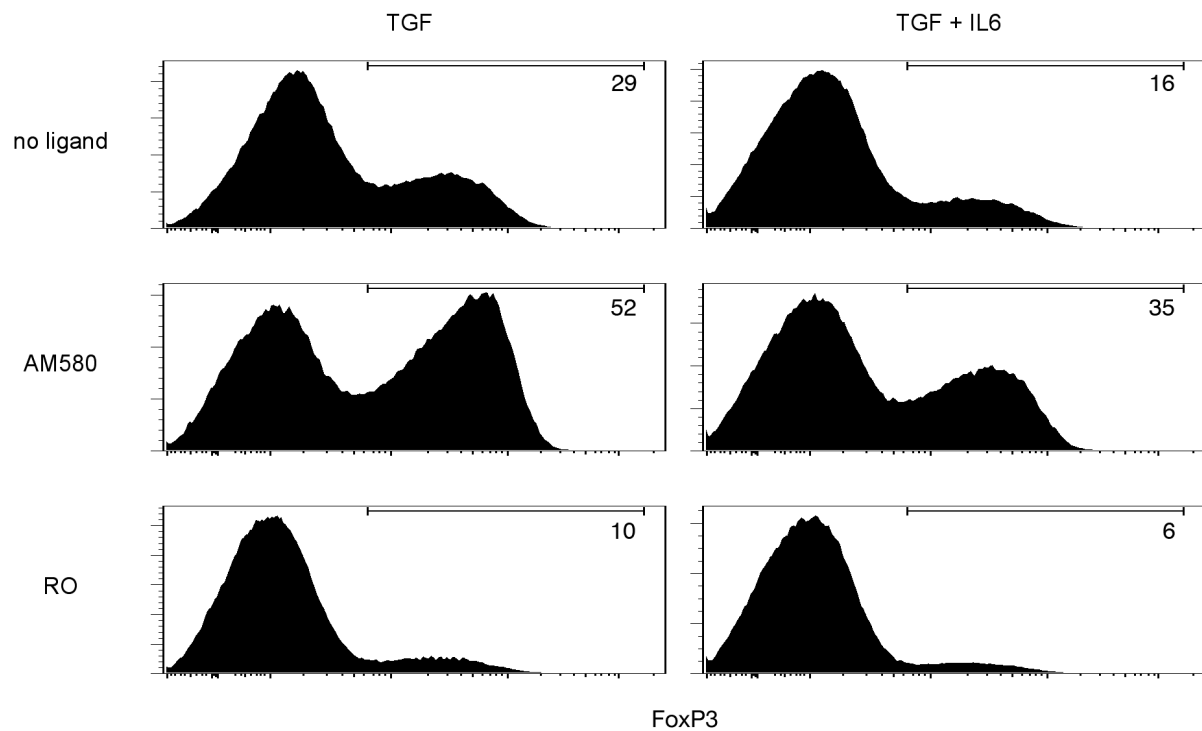 TGF
TGF + IL6
no ligand
29
16
AM580
52
35
RO
10
6
FoxP3